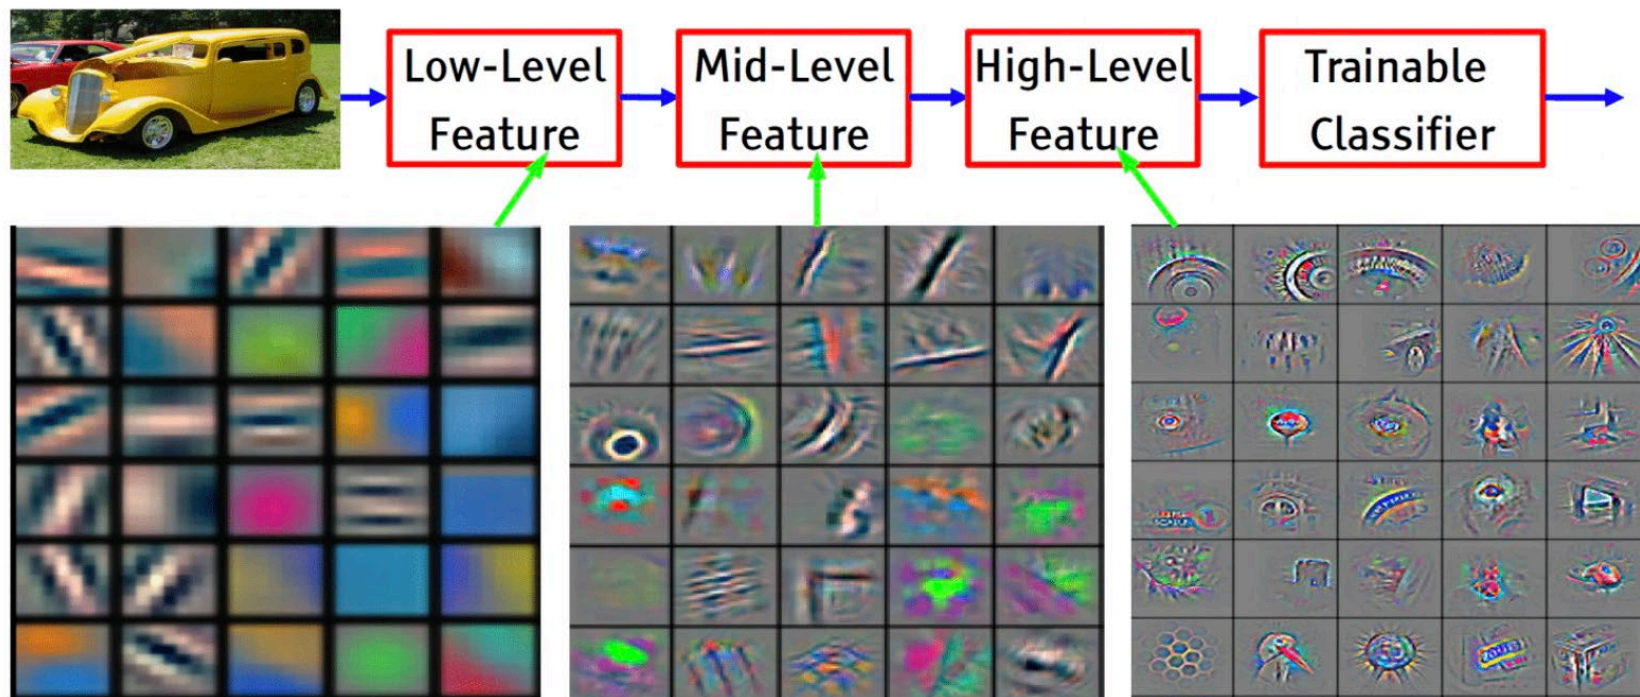 Low-Level
Feature
Mid-Level
Feature
High-Level
Feature
Trainable
Classifier